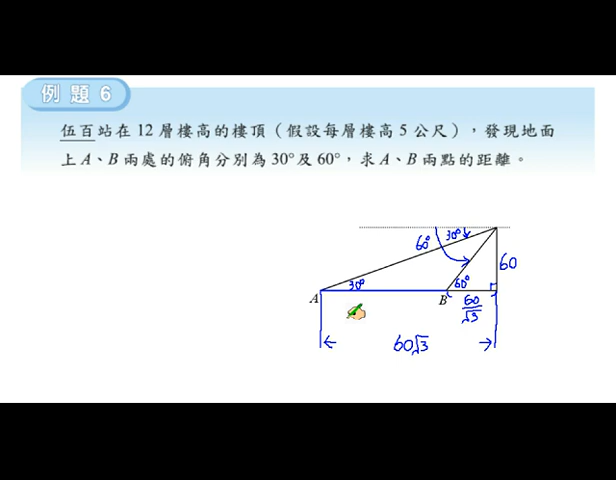 例題 6
伍百站在 12 層樓高的樓頂（假設每層樓高 5 公尺），發現地面
上 A、B 兩處的俯角分別為 30° 及 60°，求 A、B 兩點的距離。
60° 30°
60
30° 60°
A B 60/√3
60√3